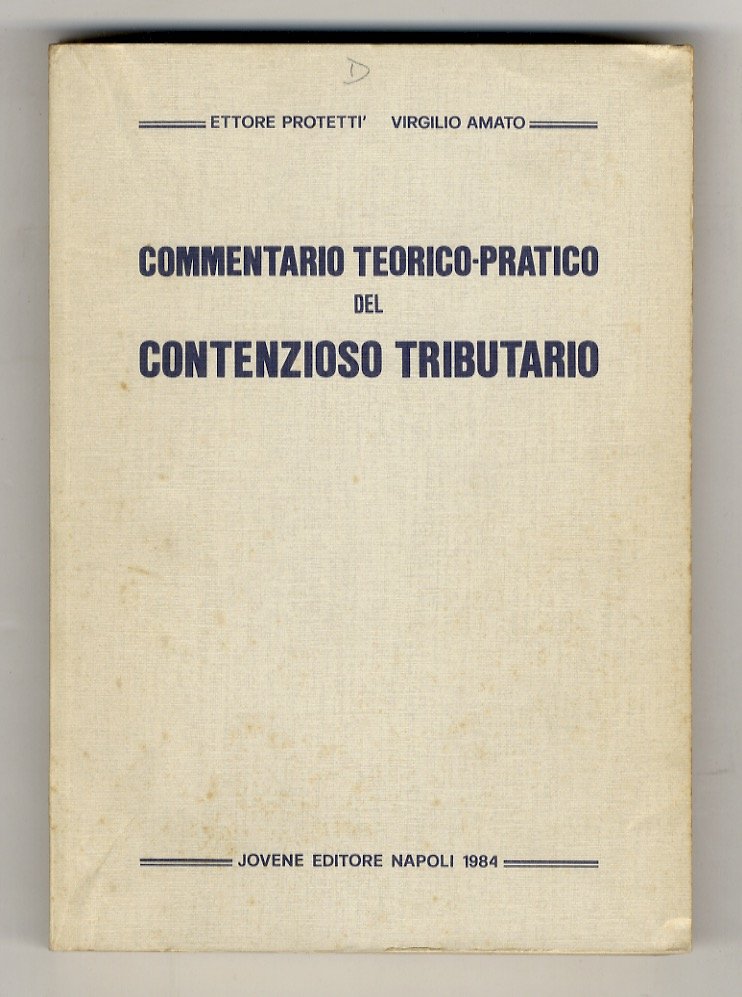 D
ETTORE PROTETTI' VIRGILIO AMATO
COMMENTARIO TEORICO-PRATICO
DEL
CONTENZIOSO TRIBUTARIO
JOVENE EDITORE NAPOLI 1984